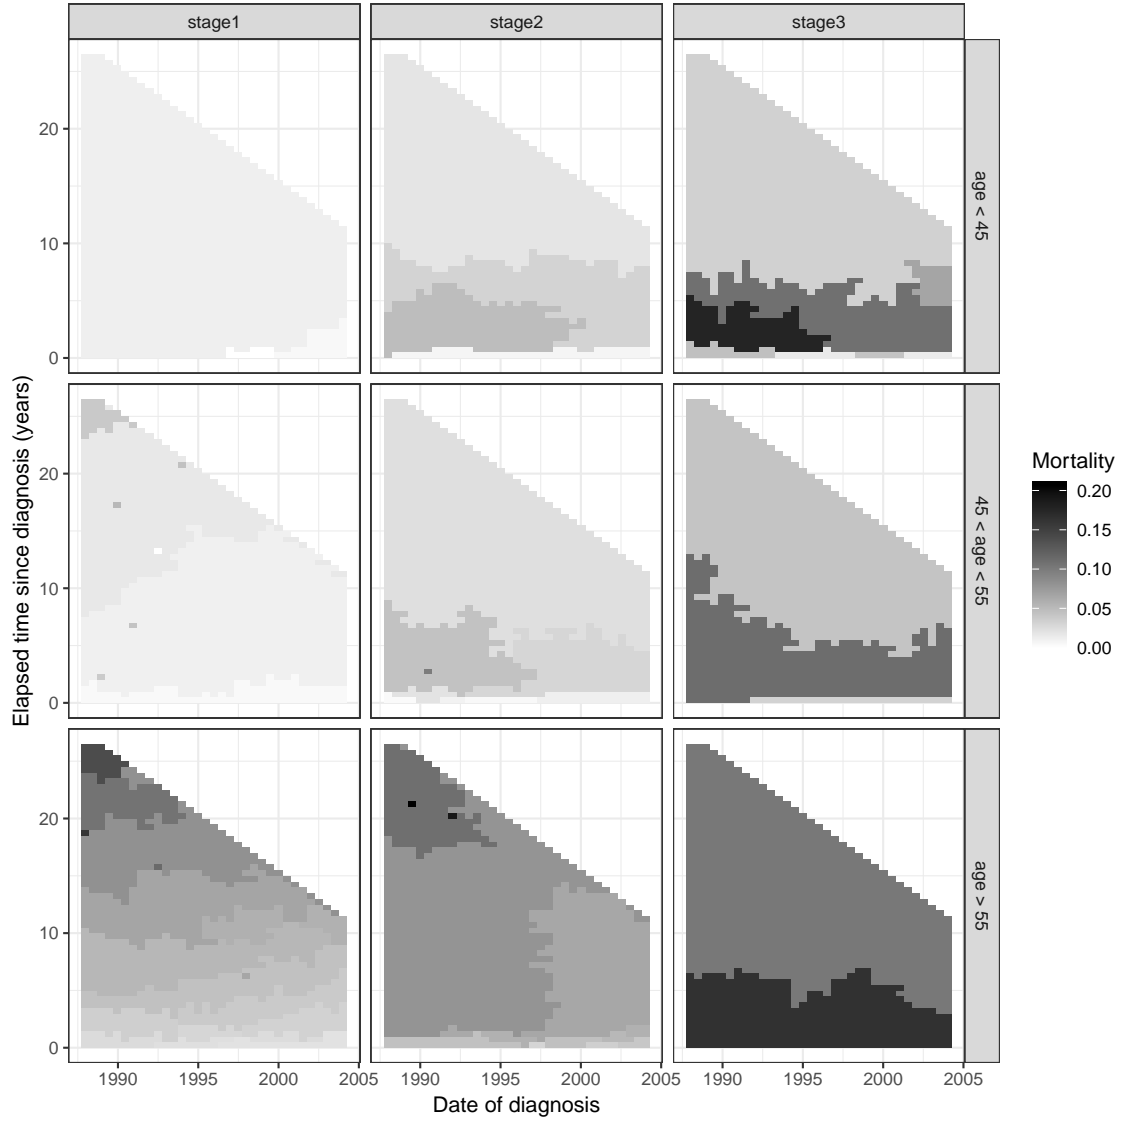 stage1 stage2 stage3
20
10
0
age < 45
20
10
0
45 < age < 55
20
10
0
age > 55
1990 1995 2000 2005 1990 1995 2000 2005 1990 1995 2000 2005
Date of diagnosis
Elapsed time since diagnosis (years)
Mortality
0.20
0.15
0.10
0.05
0.00